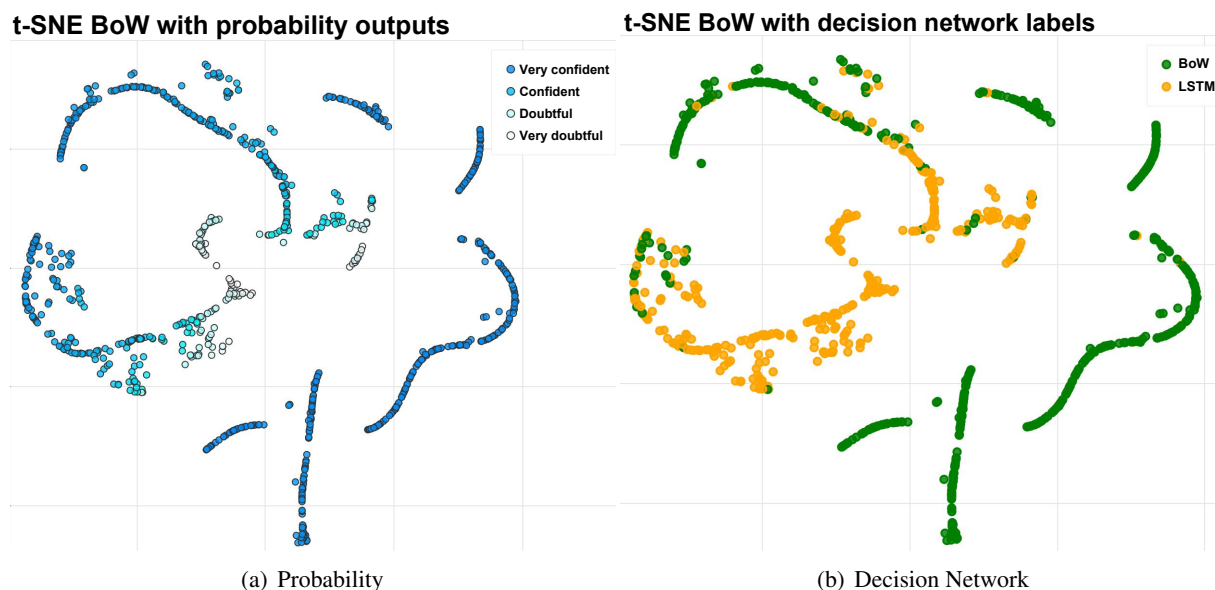 t-SNE BoW with probability outputs
Very confident
Confident
Doubtful
Very doubtful
(a) Probability
t-SNE BoW with decision network labels
BoW
LSTM
(b) Decision Network